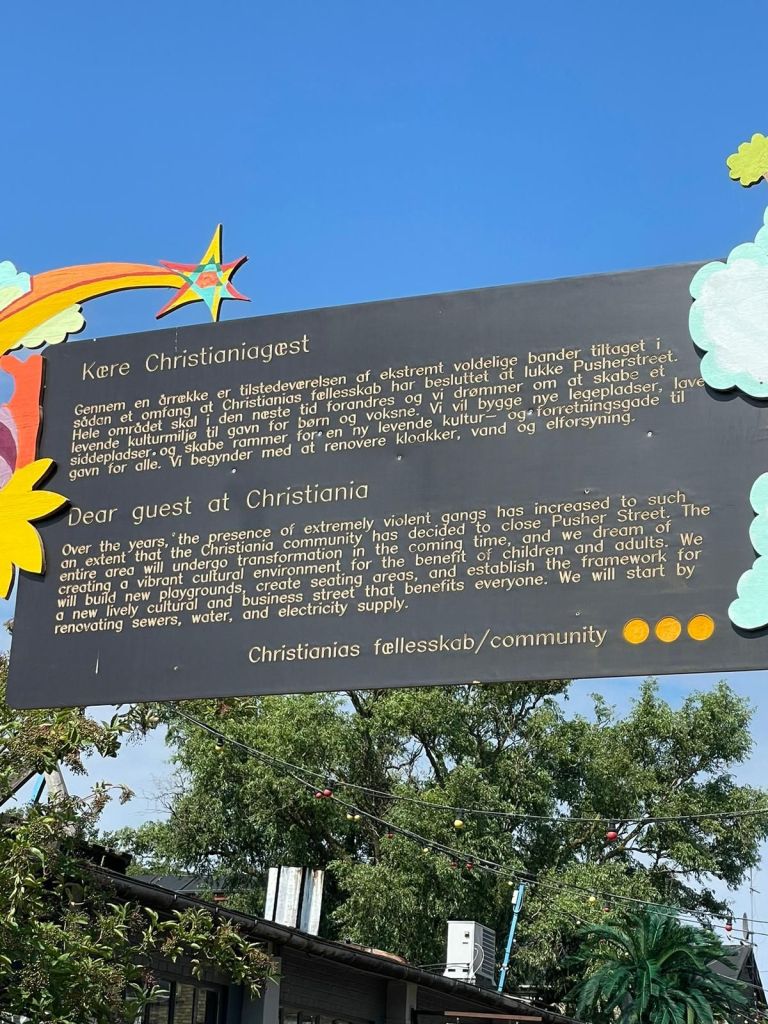 Kære Christianiagæst
Gennem en årrække er tilstedeværelsen af ekstremt voldelige bander tiltaget i
sådan et omfang at Christianias fællesskab har besluttet at lukke Pusherstreet.
Hele området skal i den næste tid forandres og vi drømmer om at skabe et
levende kulturmiljø til gavn for børn og voksne. Vi vil bygge nye legepladser, lave
siddepladser og skabe rammer for en ny levende kultur- og forretningsgade til
gavn for alle. Vi begynder med at renovere kloakker, vand og elforsyning.
Dear guest at Christiania
Over the years, the presence of extremely violent gangs has increased to such
an extent that the Christiania community has decided to close Pusher Street. The
entire area will undergo transformation in the coming time, and we dream of
creating a vibrant cultural environment for the benefit of children and adults. We
will build new playgrounds, create seating areas, and establish the framework for
a new lively cultural and business street that benefits everyone. We will start by
renovating sewers, water, and electricity supply.
Christianias fællesskab/community